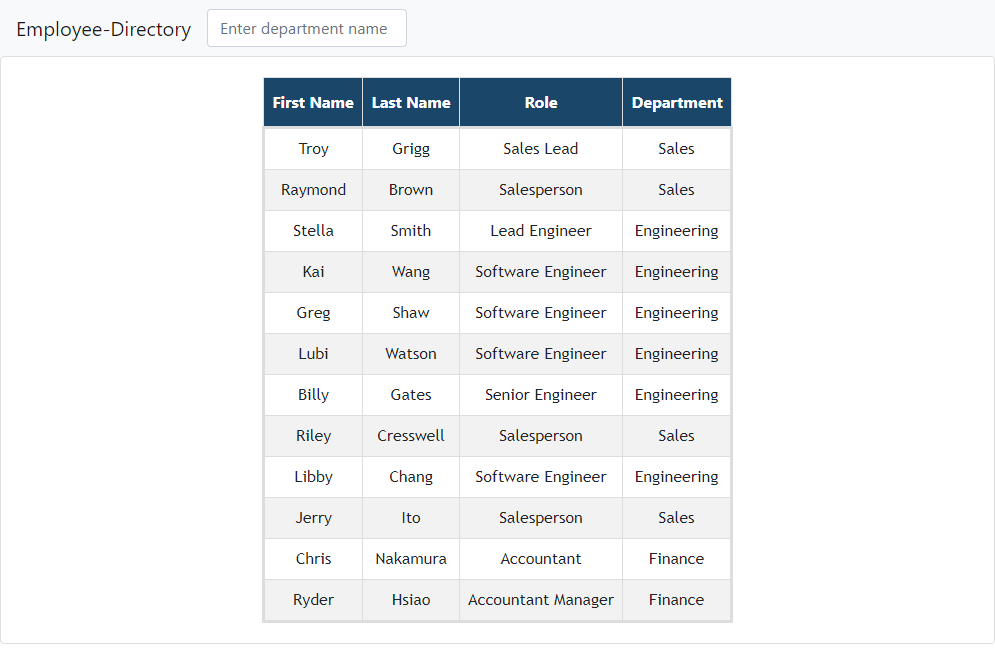 Employee-Directory Enter department name
First Name Last Name Role Department
Troy Grigg Sales Lead Sales
Raymond Brown Salesperson Sales
Stella Smith Lead Engineer Engineering
Kai Wang Software Engineer Engineering
Greg Shaw Software Engineer Engineering
Lubi Watson Software Engineer Engineering
Billy Gates Senior Engineer Engineering
Riley Cresswell Salesperson Sales
Libby Chang Software Engineer Engineering
Jerry Ito Salesperson Sales
Chris Nakamura Accountant Finance
Ryder Hsiao Accountant Manager Finance